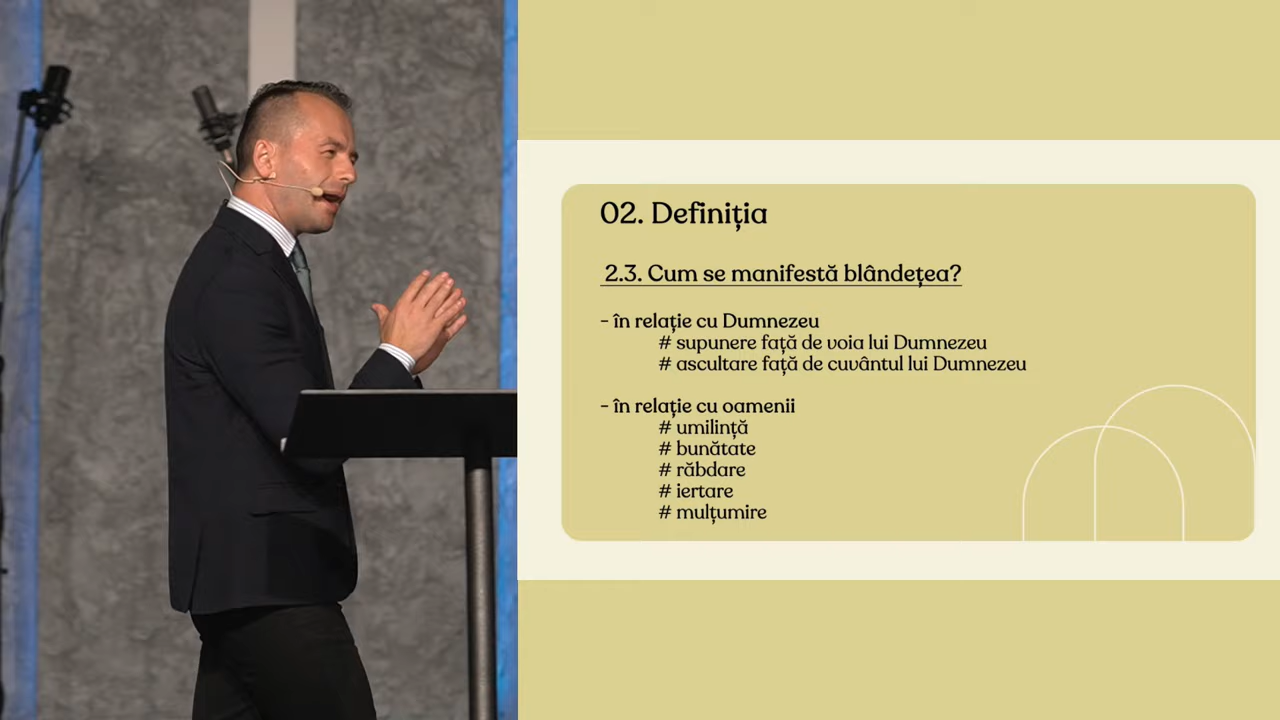 02. Definiția
2.3. Cum se manifestă blândețea?
- în relație cu Dumnezeu
# supunere față de voia lui Dumnezeu
# ascultare față de cuvântul lui Dumnezeu
- în relație cu oamenii
# umilință
# bunătate
# răbdare
# iertare
# mulțumire